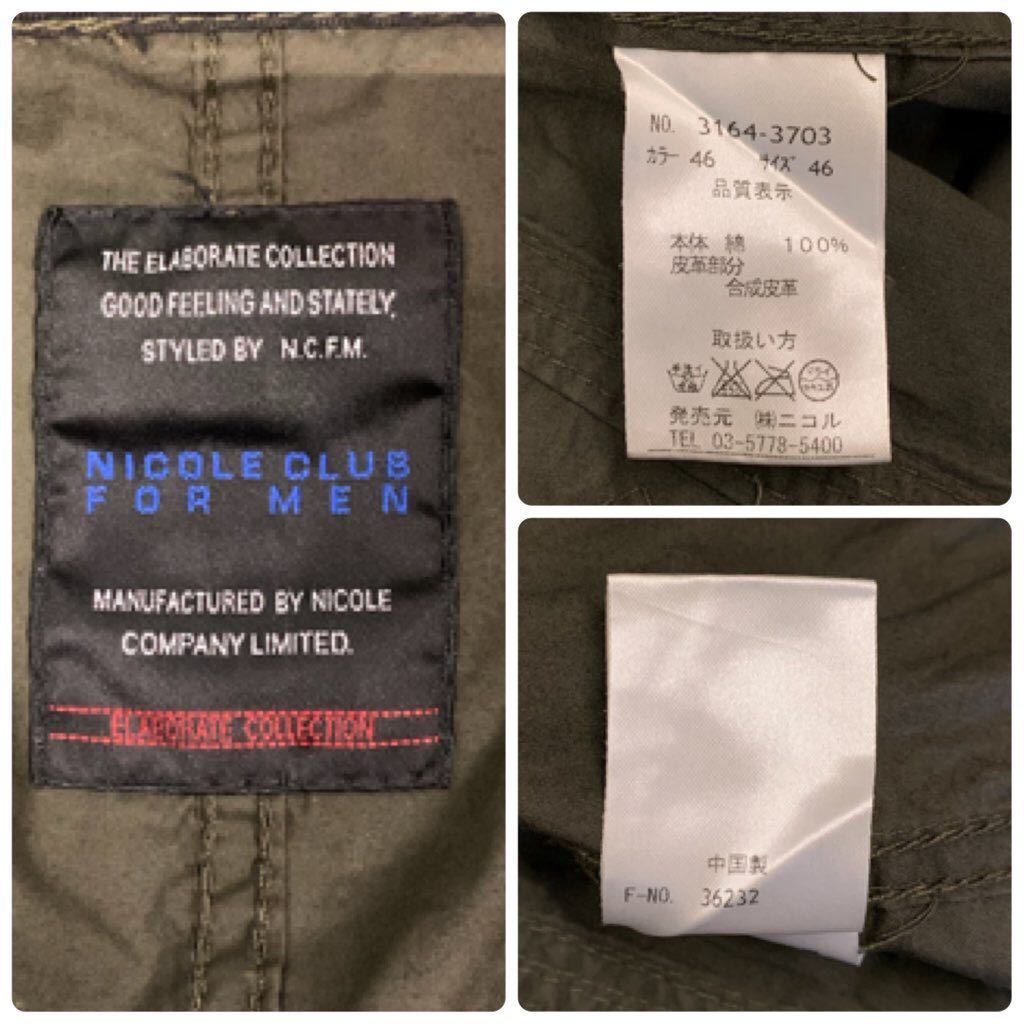 THE ELABORATE COLLECTION
GOOD FEELING AND STATELY,
STYLED BY N.C.F.M.
NICOLE CLUB
FOR MEN
MANUFACTURED BY NICOLE
COMPANY LIMITED.
ELABORATE COLLECTION
NO. 3164-3703
カラー 46 サイズ 46
品質表示
本体 綿 100%
皮革部分
合成皮革
取扱い方
発売元 ㈱ニコル
TEL 03-5778-5400
中国製
F-NO. 36232